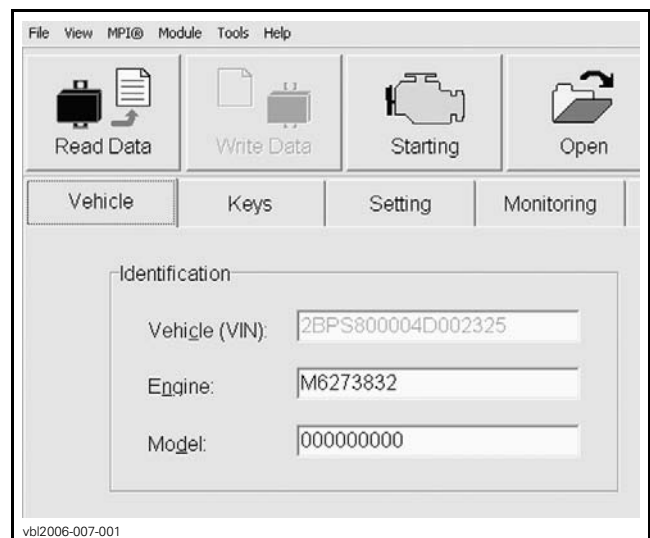 File View MPI® Module Tools Help
Read Data Write Data Starting Open
Vehicle Keys Setting Monitoring
Identification
Vehicle (VIN): 2BPS800004D002325
Engine: M6273832
Model: 000000000
vbl2006-007-001